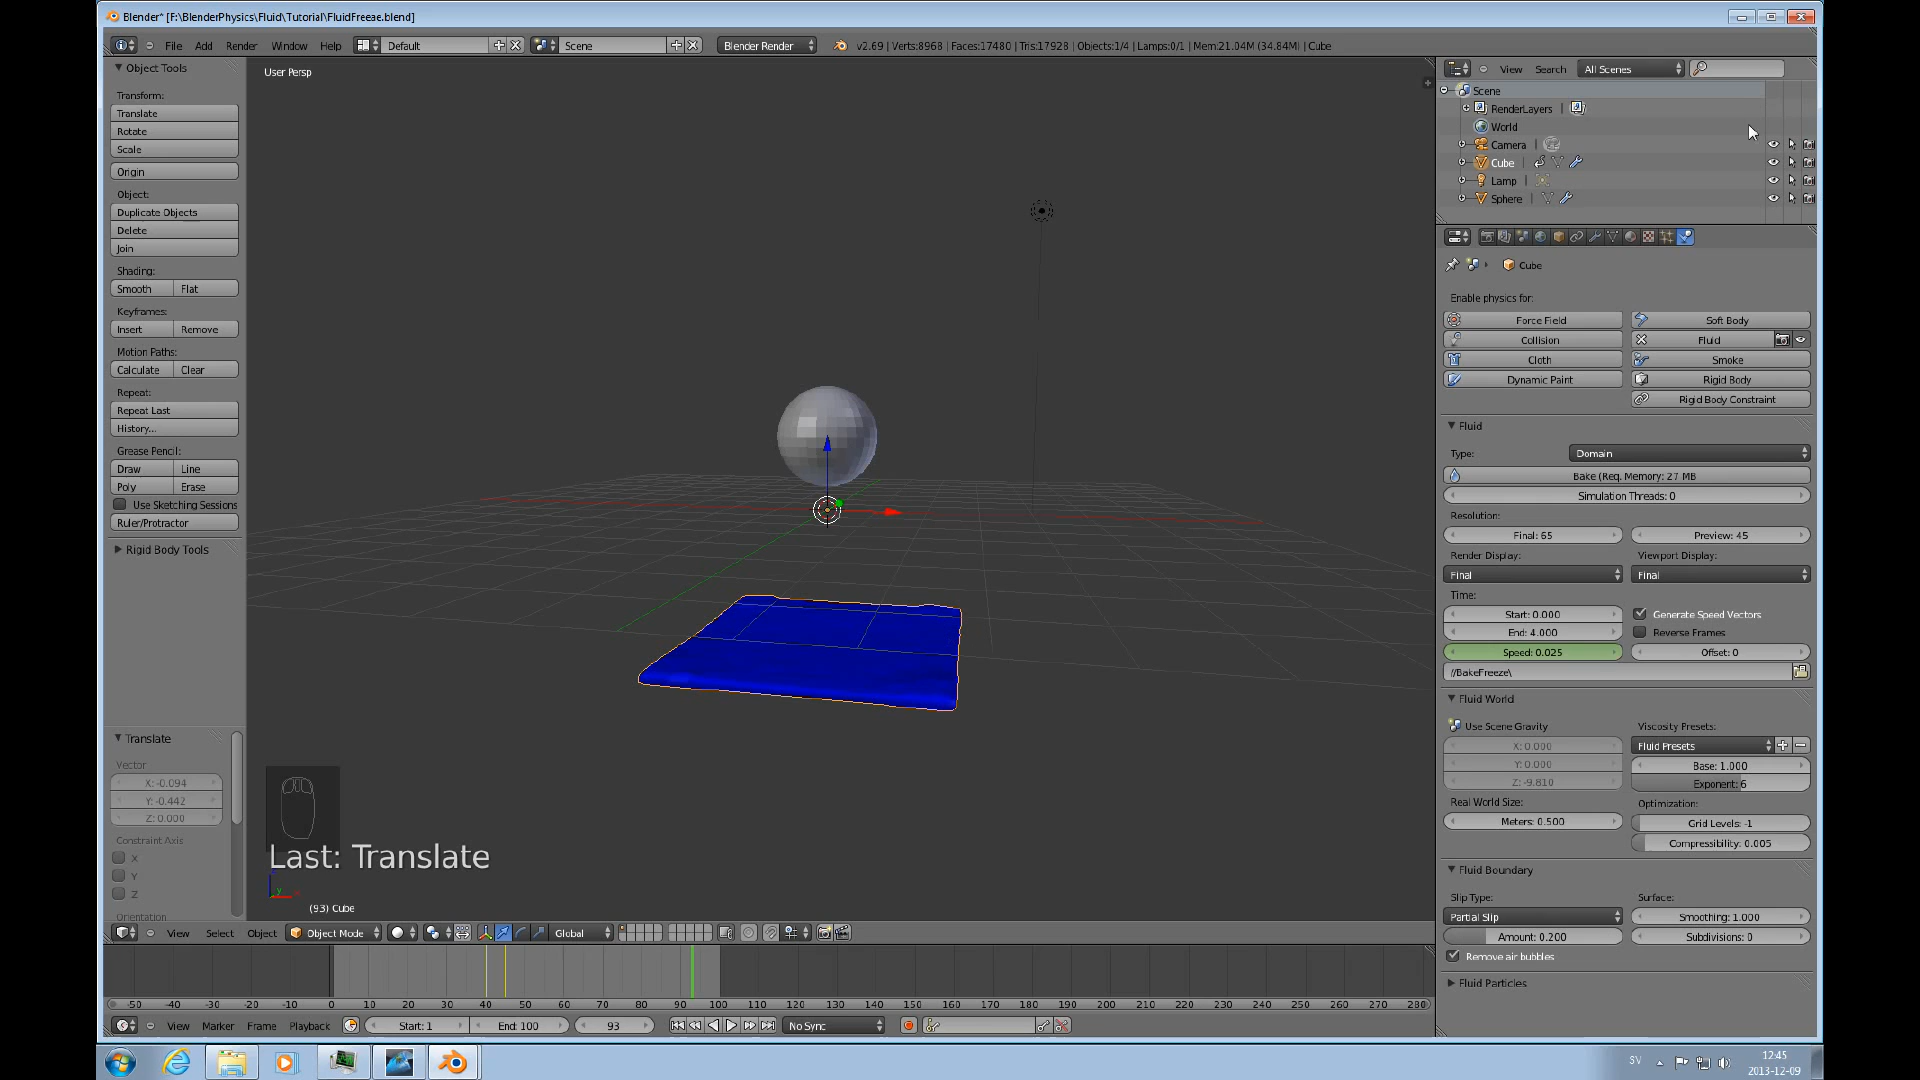 Blender* [F:\BlenderPhysics\Fluid\Tutorial\FluidFreeae.blend]
File Add Render Window Help Default Scene Blender Render v2.69 | Verts:8968 | Faces:17480 | Tris:17928 | Objects:1/4 | Lamps:0/1 | Mem:21.04M (34.84M) | Cube
Object Tools
Transform:
Translate
Rotate
Scale
Origin
Object:
Duplicate Objects
Delete
Join
Shading:
Smooth Flat
Keyframes:
Insert Remove
Motion Paths:
Calculate Clear
Repeat:
Repeat Last
History...
Grease Pencil:
Draw Line
Poly Erase
Use Sketching Sessions
Ruler/Protractor
Rigid Body Tools
Translate
Vector
X: -0.094
Y: -0.442
Z: 0.000
Constraint Axis
X
Y
Z
Orientation
User Persp
Last: Translate
(93) Cube
View Select Object Object Mode Global
-50 -40 -30 -20 -10 0 10 20 30 40 50 60 70 80 90 100 110 120 130 140 150 160 170 180 190 200 210 220 230 240 250 260 270 280
View Marker Frame Playback Start: 1 End: 100 93 No Sync
View Search All Scenes
Scene
RenderLayers |
World
Camera |
Cube |
Lamp |
Sphere |
Cube
Enable physics for:
Force Field Soft Body
Collision Fluid
Cloth Smoke
Dynamic Paint Rigid Body
Rigid Body Constraint
Fluid
Type: Domain
Bake (Req. Memory: 27 MB
Simulation Threads: 0
Resolution:
Final: 65 Preview: 45
Render Display: Viewport Display:
Final Final
Time:
Start: 0.000 Generate Speed Vectors
End: 4.000 Reverse Frames
Speed: 0.025 Offset: 0
//BakeFreeze\
Fluid World
Use Scene Gravity Viscosity Presets:
X: 0.000 Fluid Presets
Y: 0.000 Base: 1.000
Z: -9.810 Exponent: 6
Real World Size: Optimization:
Meters: 0.500 Grid Levels: -1
Compressibility: 0.005
Fluid Boundary
Slip Type: Surface:
Partial Slip Smoothing: 1.000
Amount: 0.200 Subdivisions: 0
Remove air bubbles
Fluid Particles
SV 12:45
2013-12-09